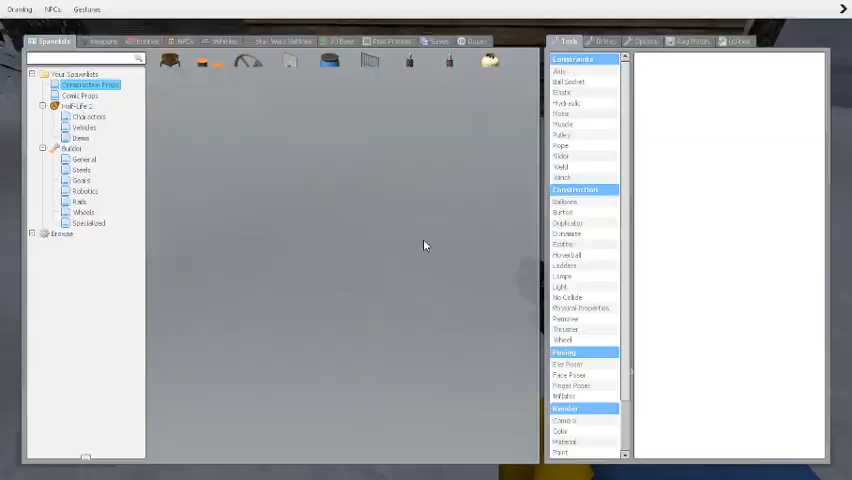 Drawing NPCs Gestures
Spawnlists Weapons Entities NPCs Vehicles Post Process Saves Dupes
Tools Options Utilities
Your Spawnlists
Construction Props
Comic Props
Half-Life 2
Characters
Vehicles
Items
Builder
General
Steels
Gears
Robotics
Rails
Wheels
Specialized
Browse
Constraints
Axis
Ball Socket
Elastic
Hydraulic
Motor
Muscle
Pulley
Rope
Slider
Weld
Winch
Construction
Balloons
Button
Duplicator
Dynamite
Emitter
Hoverball
Ladders
Lamps
Light
No Collide
Physical Properties
Remover
Thruster
Wheel
Posing
Eye Poser
Face Poser
Finger Poser
Inflator
Render
Camera
Color
Material
Paint